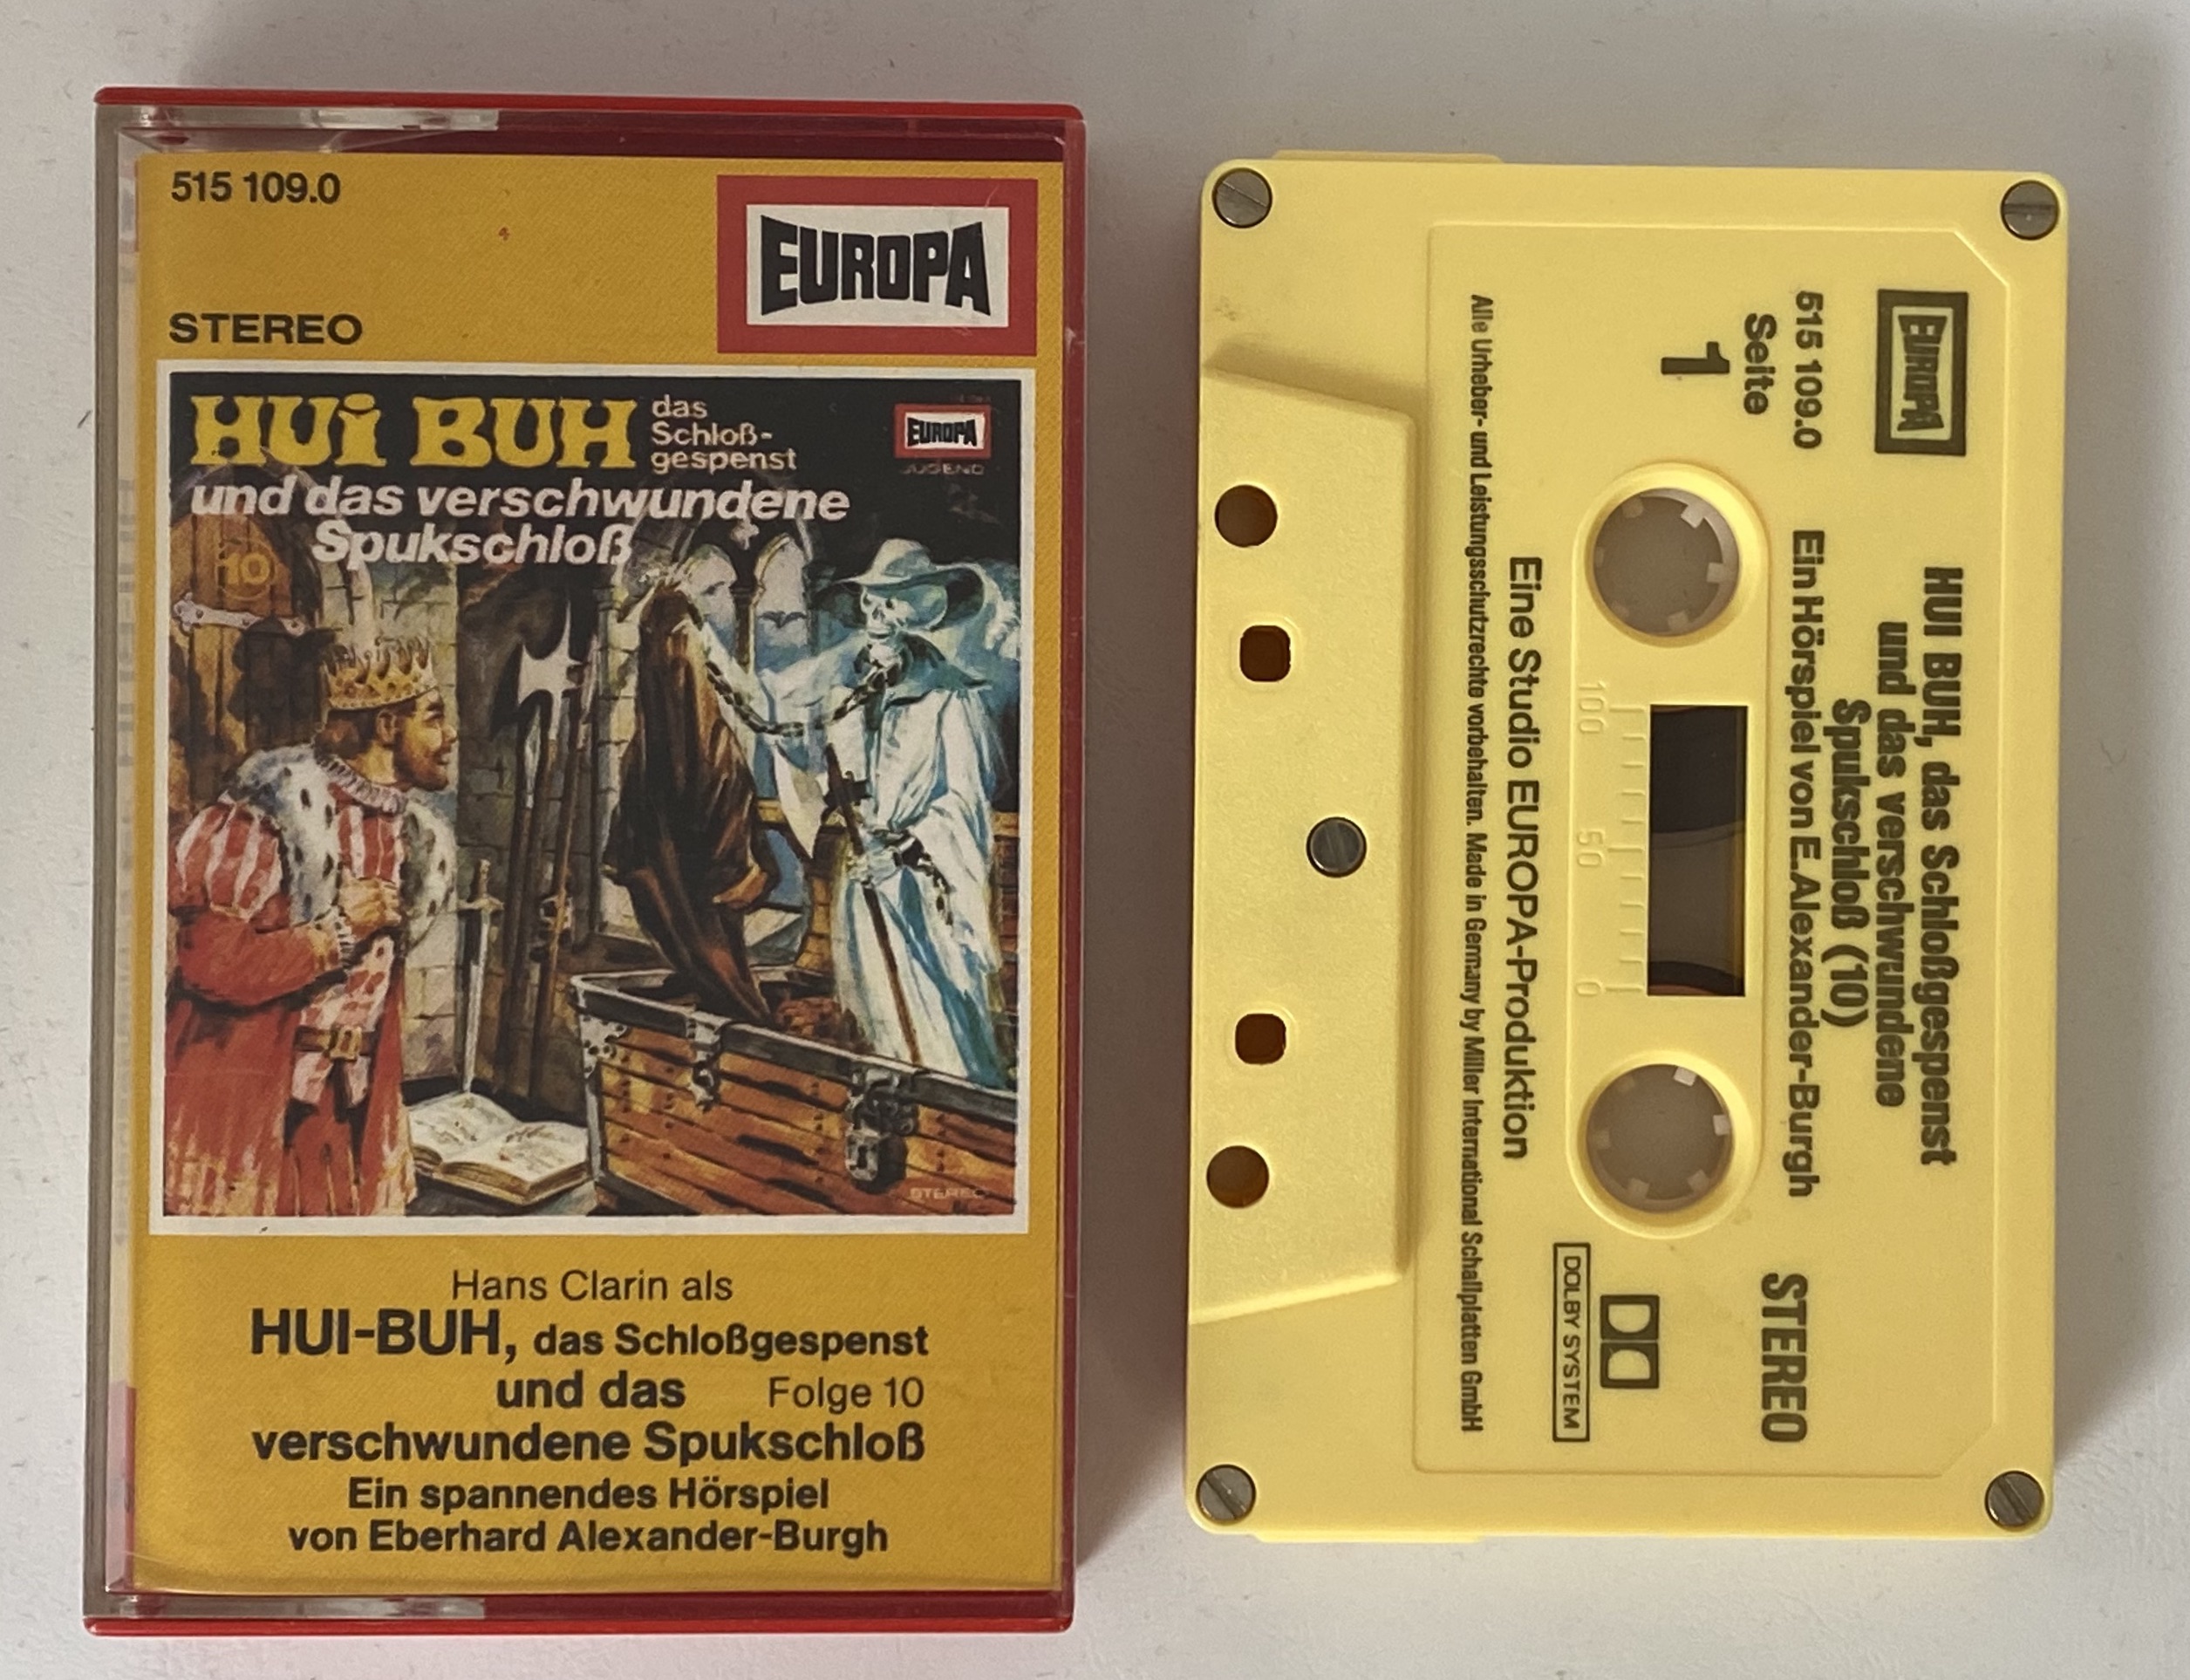 515 109.0
EUROPA
STEREO
HUi BUH das
Schloß-
gespenst
EUROPA
JUGEND
und das verschwundene
Spukschloß
10
STEREO
Hans Clarin als
HUI-BUH, das Schloßgespenst
und das Folge 10
verschwundene Spukschloß
Ein spannendes Hörspiel
von Eberhard Alexander-Burgh
EUROPA
HUI BUH, das Schloßgespenst
und das verschwundene
Spukschloß (10)
515 109.0
Ein Hörspiel von E. Alexander-Burgh
STEREO
Seite
1
100 50 0
DOLBY SYSTEM
Eine Studio EUROPA-Produktion
Alle Urheber- und Leistungsschutzrechte vorbehalten. Made in Germany by Miller International Schallplatten GmbH